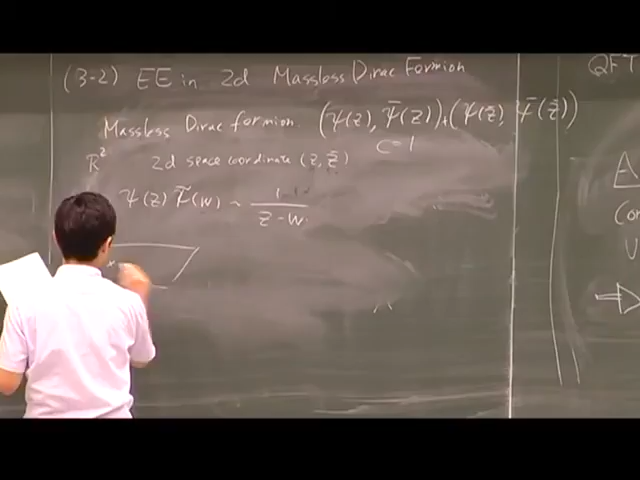 (3-2) EE in 2d Massless Dirac Fermion
Massless Dirac fermion (ψ(z), ψ̄(z)) + (ψ(z̄), ψ̄(z̄))
c=1
R² 2d space coordinate (z, z̄)
ψ(z) ψ̄(w) ~ 1 / (z-w)
QFT